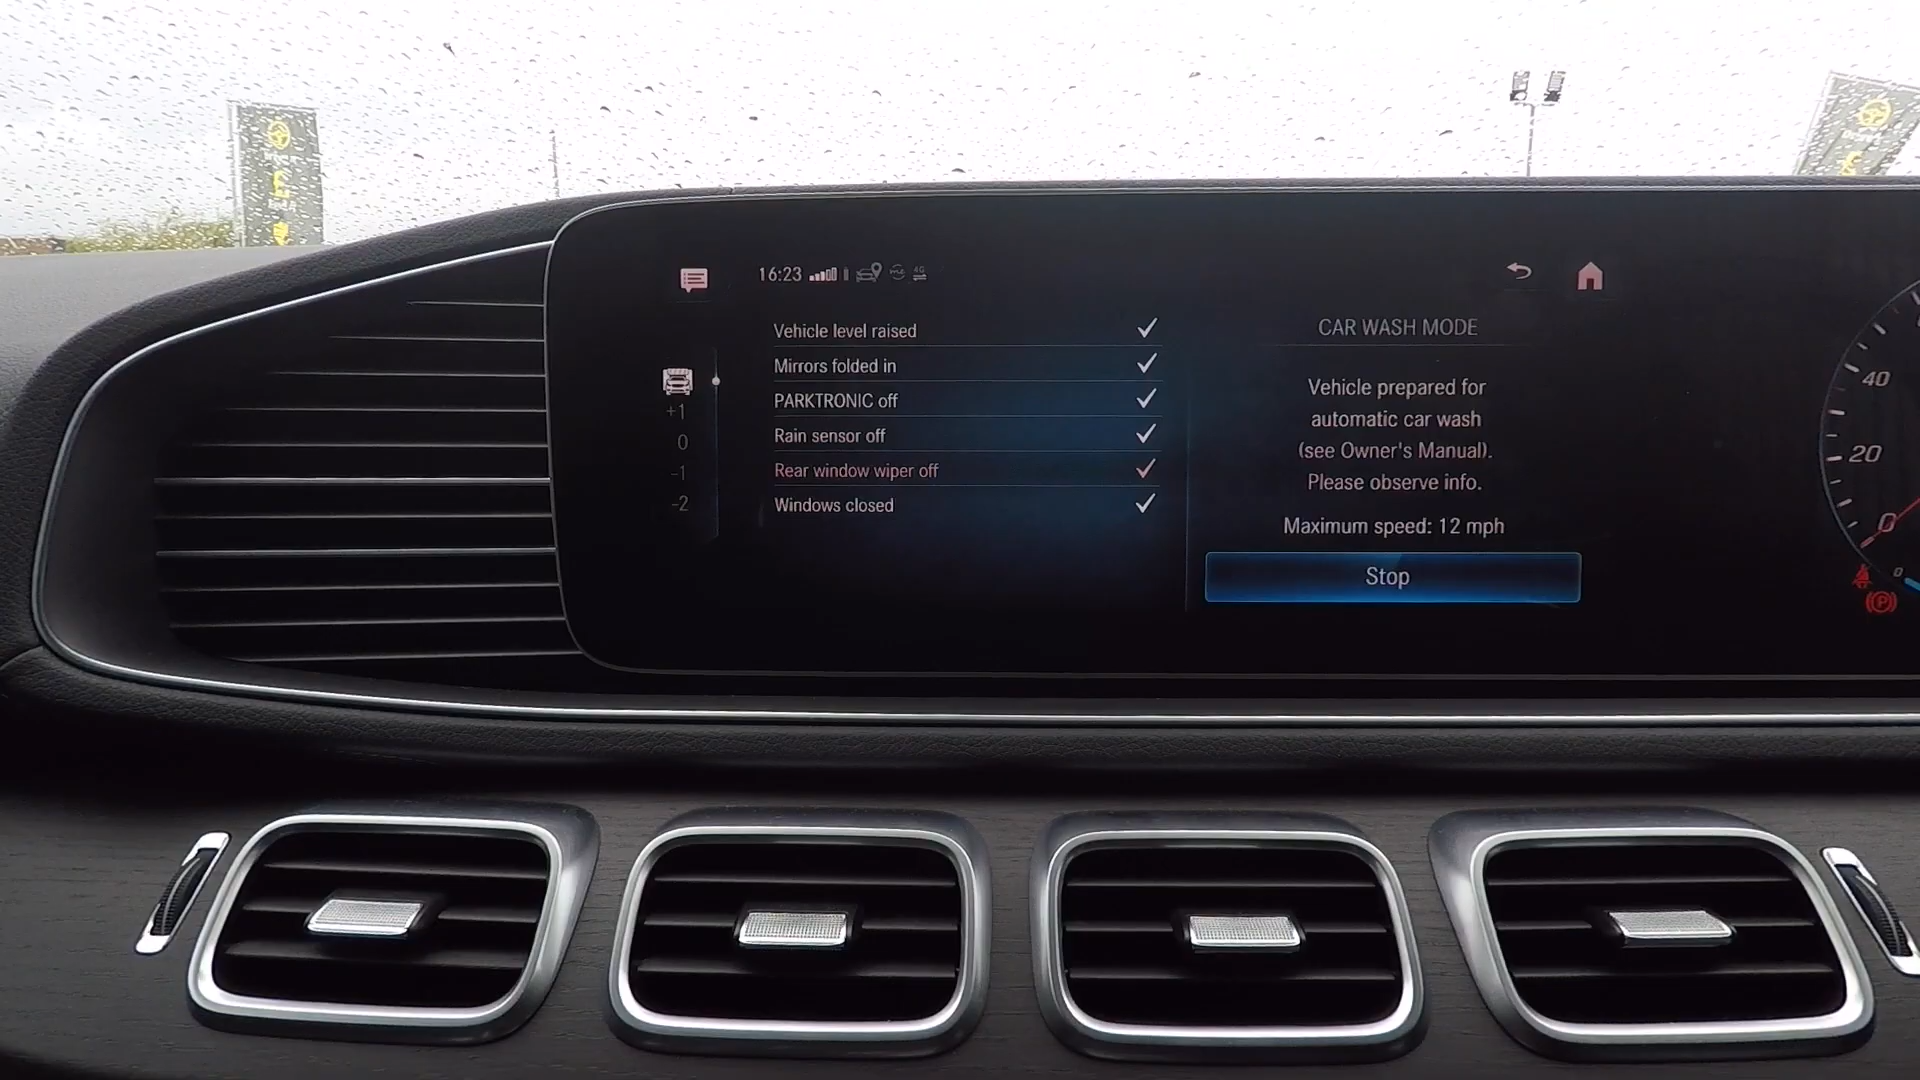 16:23
4G
Vehicle level raised
Mirrors folded in
PARKTRONIC off
Rain sensor off
Rear window wiper off
Windows closed
+1
0
-1
-2
CAR WASH MODE
Vehicle prepared for
automatic car wash
(see Owner's Manual).
Please observe info.
Maximum speed: 12 mph
Stop
40
20
0
0
P